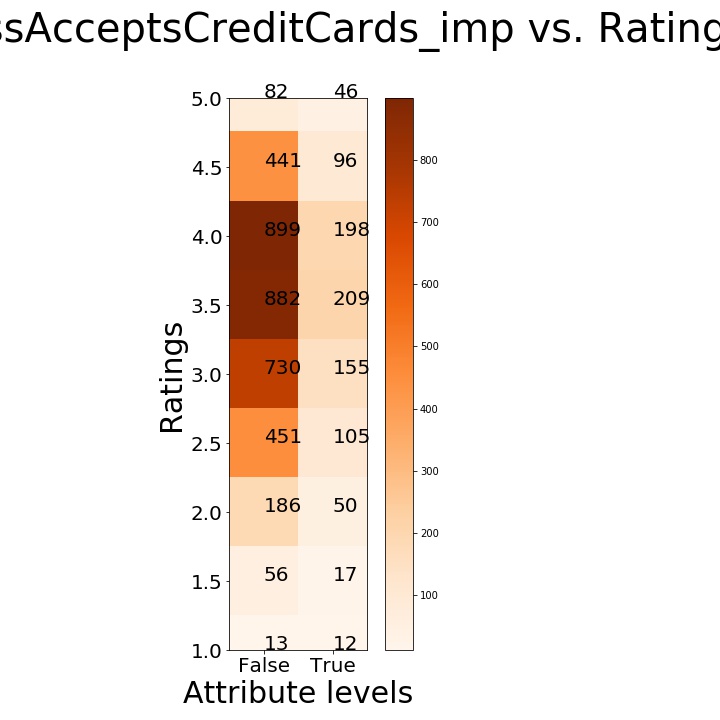 ssAcceptsCreditCards_imp vs. Rating
5.0 82 46
4.5 441 96
4.0 899 198
3.5 882 209
3.0 730 155
2.5 451 105
2.0 186 50
1.5 56 17
1.0 13 12
False True
Attribute levels
Ratings
800
700
600
500
400
300
200
100